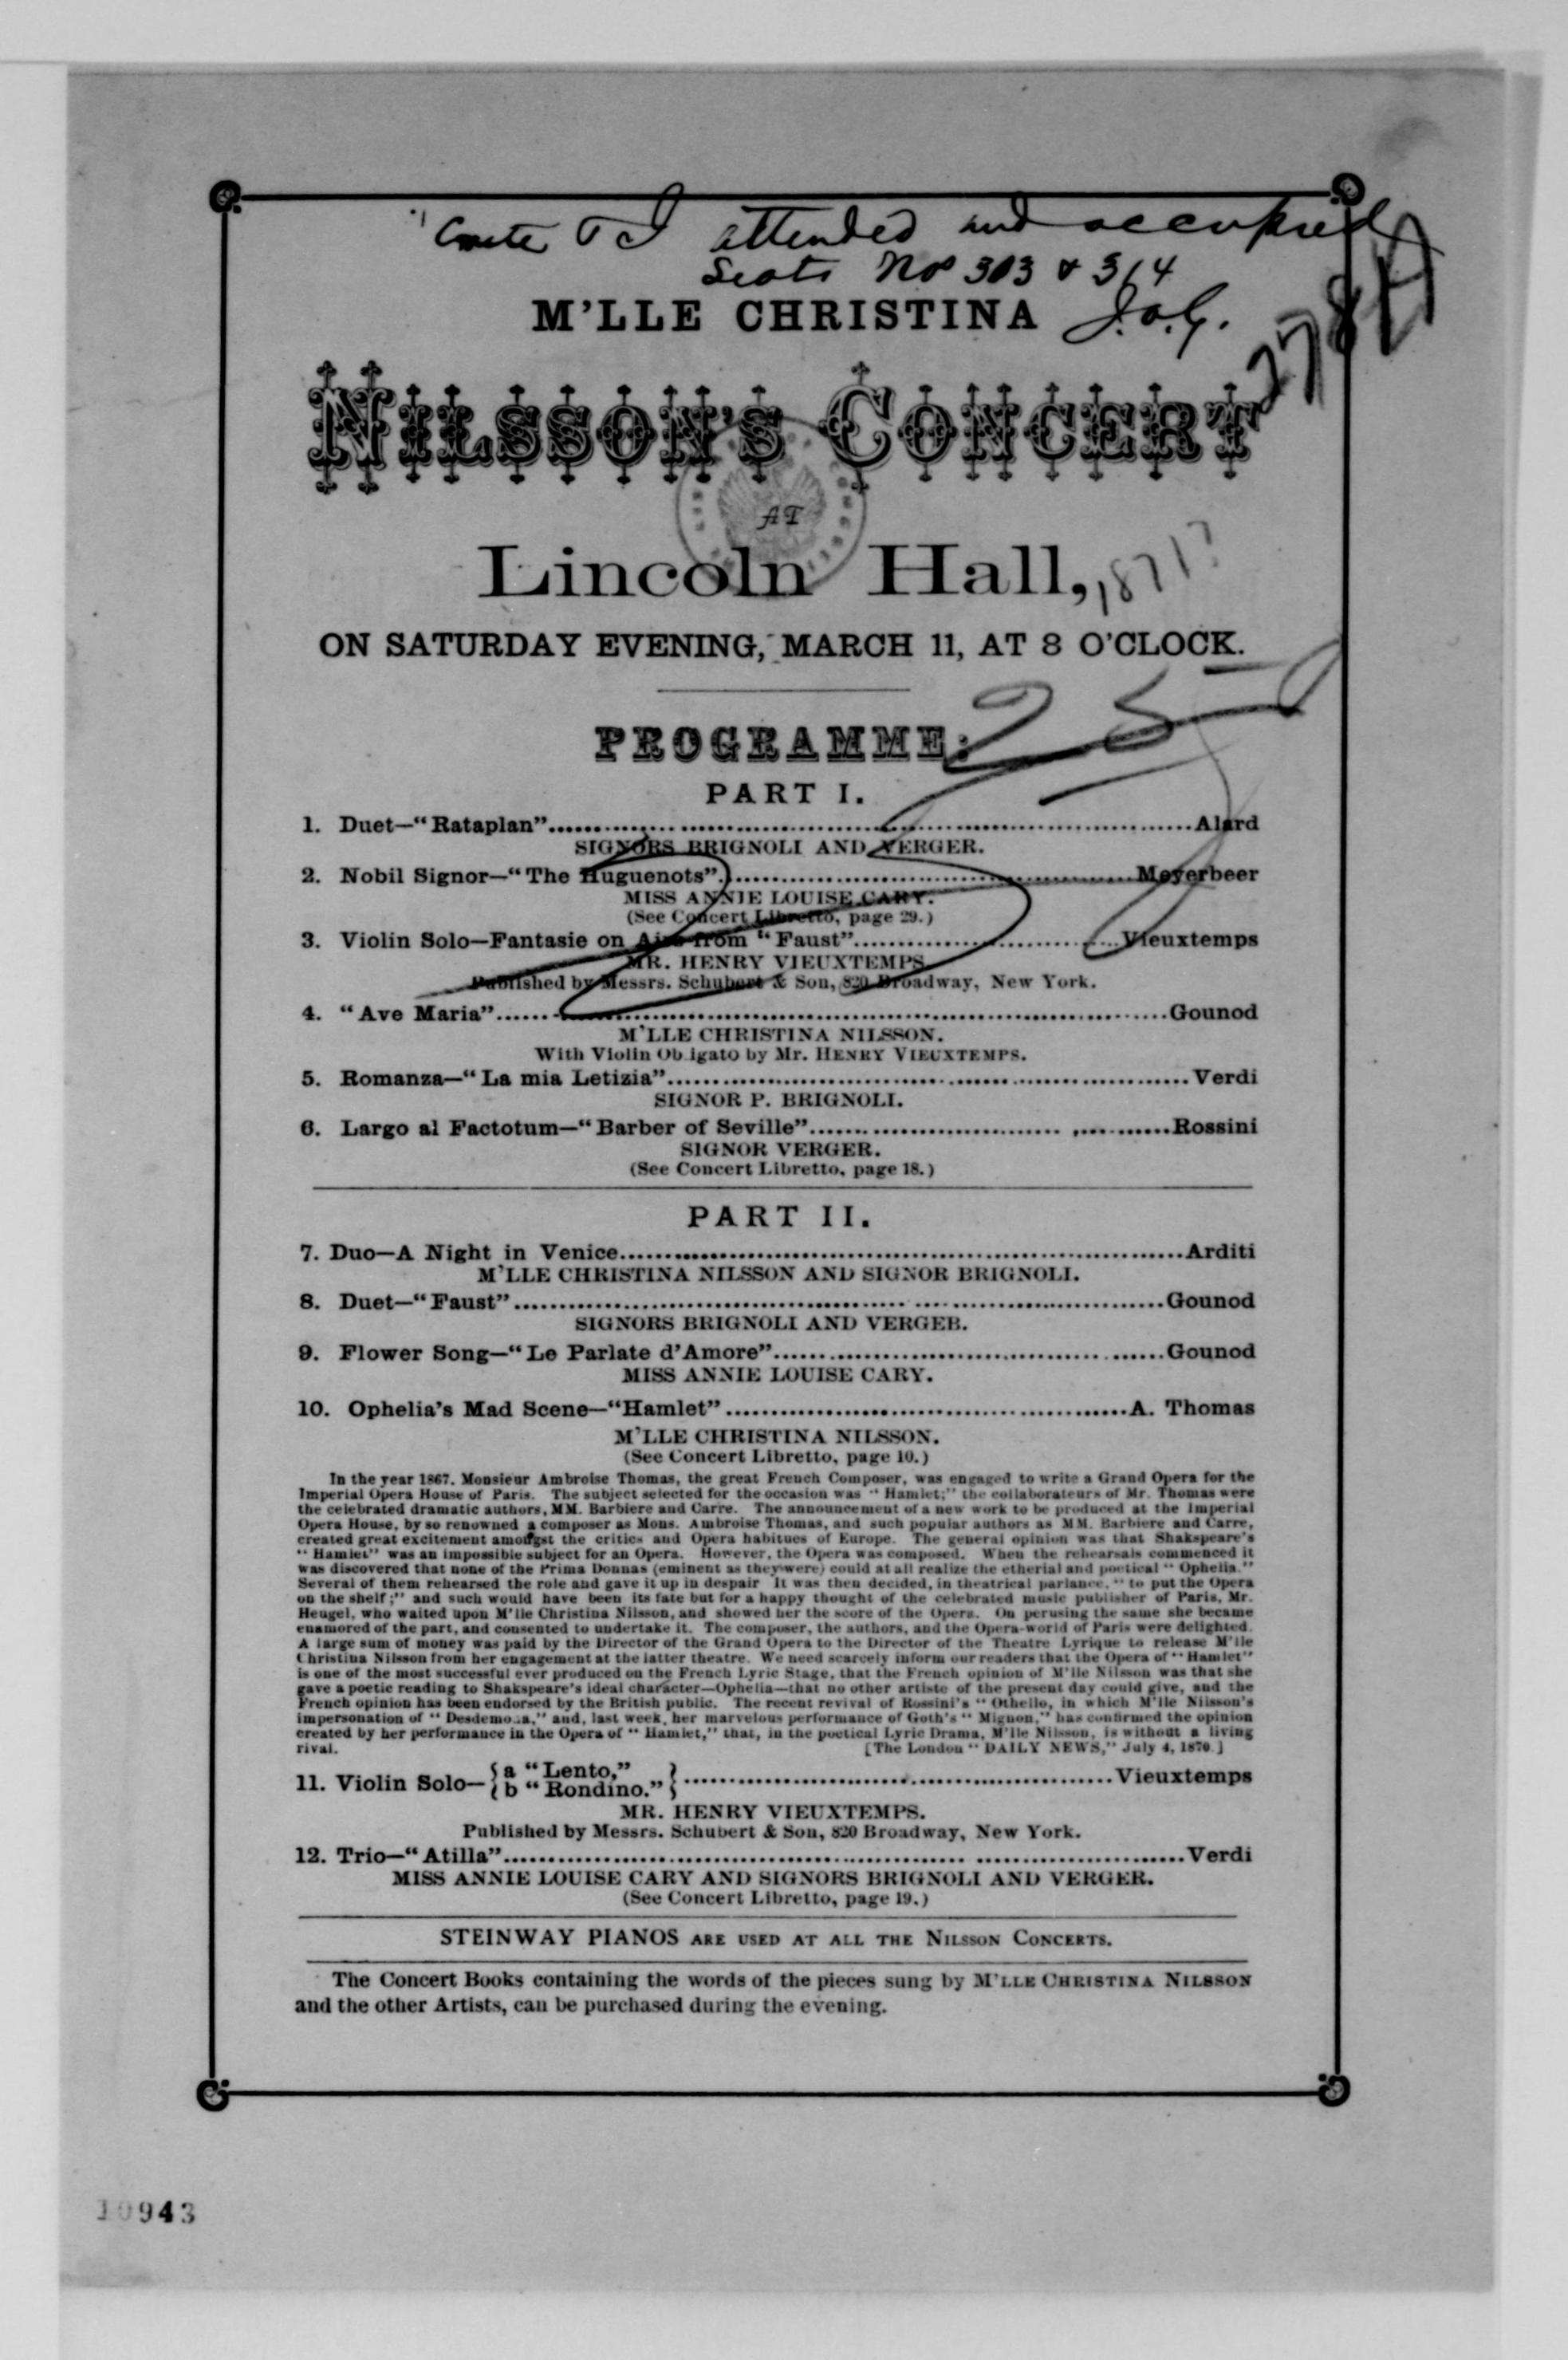 Crete & I attended and occupied
Seats Nos 313 & 314
J.A.G.
278A
M'LLE CHRISTINA
NILSSON'S CONCERT
AT
Lincoln Hall,
1871?
ON SATURDAY EVENING, MARCH 11, AT 8 O'CLOCK.
PROGRAMME:
PART I.
1. Duet—"Rataplan" Alard
SIGNORS BRIGNOLI AND VERGER.
2. Nobil Signor—"The Huguenots" Meyerbeer
MISS ANNIE LOUISE CARY.
(See Concert Libretto, page 29.)
3. Violin Solo—Fantasie on Airs from "Faust" Vieuxtemps
MR. HENRY VIEUXTEMPS
Published by Messrs. Schubert & Son, 820 Broadway, New York.
4. "Ave Maria" Gounod
M'LLE CHRISTINA NILSSON.
With Violin Ob igato by Mr. HENRY VIEUXTEMPS.
5. Romanza—"La mia Letizia" Verdi
SIGNOR P. BRIGNOLI.
6. Largo al Factotum—"Barber of Seville" Rossini
SIGNOR VERGER.
(See Concert Libretto, page 18.)
PART II.
7. Duo—A Night in Venice Arditi
M'LLE CHRISTINA NILSSON AND SIGNOR BRIGNOLI.
8. Duet—"Faust" Gounod
SIGNORS BRIGNOLI AND VERGER.
9. Flower Song—"Le Parlate d'Amore" Gounod
MISS ANNIE LOUISE CARY.
10. Ophelia's Mad Scene—"Hamlet" A. Thomas
M'LLE CHRISTINA NILSSON.
(See Concert Libretto, page 10.)
In the year 1867, Monsieur Ambroise Thomas, the great French Composer, was engaged to write a Grand Opera for the
Imperial Opera House of Paris. The subject selected for the occasion was "Hamlet;" the collaborateurs of Mr. Thomas were
the celebrated dramatic authors, MM. Barbiere and Carre. The announcement of a new work to be produced at the Imperial
Opera House, by so renowned a composer as Mons. Ambroise Thomas, and such popular authors as MM. Barbiere and Carre,
created great excitement amongst the critics and Opera habitues of Europe. The general opinion was that Shakspeare's
"Hamlet" was an impossible subject for an Opera. However, the Opera was composed. When the rehearsals commenced it
was discovered that none of the Prima Donnas (eminent as they were) could at all realize the etherial and poetical "Ophelia."
Several of them rehearsed the role and gave it up in despair It was then decided, in theatrical parlance, "to put the Opera
on the shelf;" and such would have been its fate but for a happy thought of the celebrated music publisher of Paris, Mr.
Heugel, who waited upon M'lle Christina Nilsson, and showed her the score of the Opera. On perusing the same she became
enamored of the part, and consented to undertake it. The composer, the authors, and the Opera-world of Paris were delighted.
A large sum of money was paid by the Director of the Grand Opera to the Director of the Theatre Lyrique to release M'lle
Christina Nilsson from her engagement at the latter theatre. We need scarcely inform our readers that the Opera of "Hamlet"
is one of the most successful ever produced on the French Lyric Stage, that the French opinion of M'lle Nilsson was that she
gave a poetic reading to Shakspeare's ideal character—Ophelia—that no other artiste of the present day could give, and the
French opinion has been endorsed by the British public. The recent revival of Rossini's "Othello, in which M'lle Nilsson's
impersonation of "Desdemona," and, last week, her marvelous performance of Goth's "Mignon," has confirmed the opinion
created by her performance in the Opera of "Hamlet," that, in the poetical Lyric Drama, M'lle Nilsson, is without a living
rival. [The London "DAILY NEWS," July 4, 1870.]
11. Violin Solo— {a "Lento,"
{b "Rondino."} Vieuxtemps
MR. HENRY VIEUXTEMPS.
Published by Messrs. Schubert & Son, 820 Broadway, New York.
12. Trio—"Atilla" Verdi
MISS ANNIE LOUISE CARY AND SIGNORS BRIGNOLI AND VERGER.
(See Concert Libretto, page 19.)
STEINWAY PIANOS ARE USED AT ALL THE NILSSON CONCERTS.
The Concert Books containing the words of the pieces sung by M'LLE CHRISTINA NILSSON
and the other Artists, can be purchased during the evening.
10943